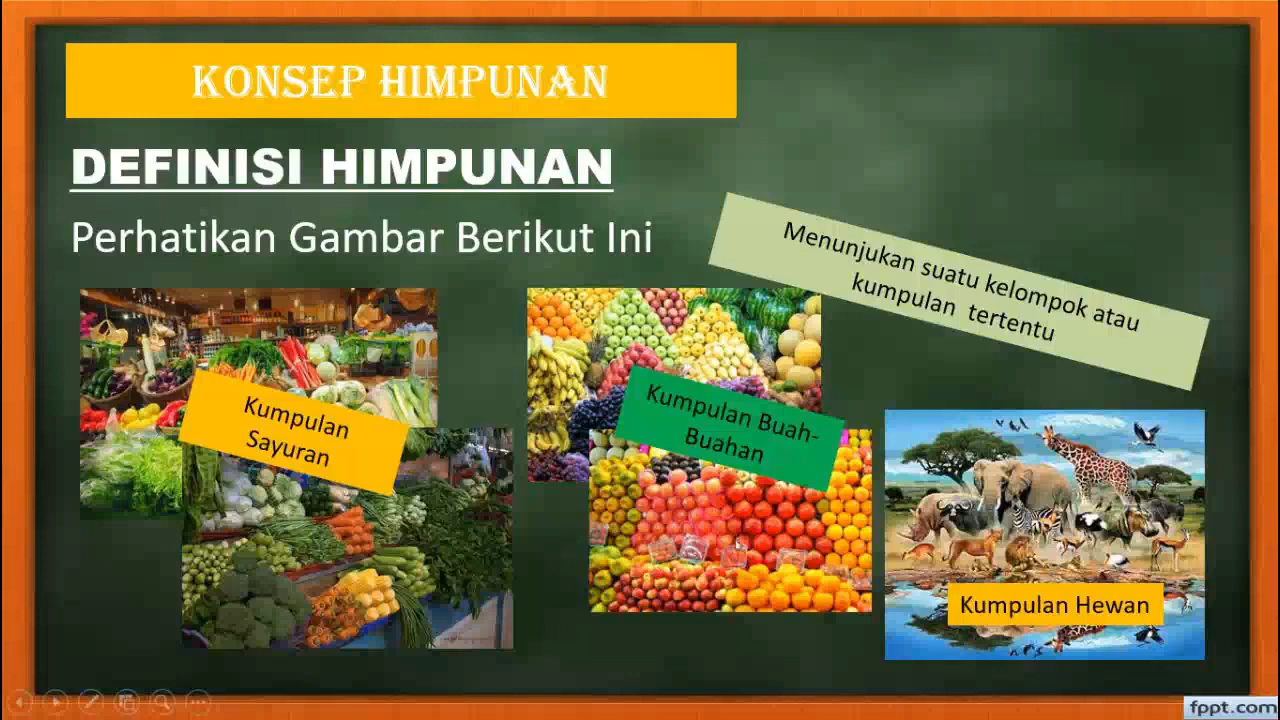 KONSEP HIMPUNAN
DEFINISI HIMPUNAN
Perhatikan Gambar Berikut Ini
Menunjukan suatu kelompok atau
kumpulan tertentu
Kumpulan
Sayuran
Kumpulan Buah-
Buahan
Kumpulan Hewan
fppt.com